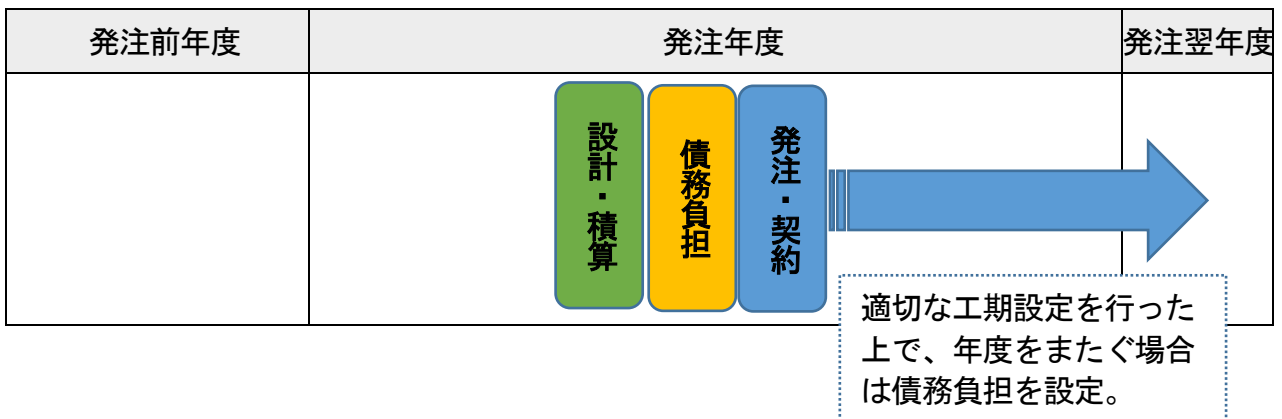 発注前年度
発注年度
発注翌年度
設計・積算
債務負担
発注・契約
適切な工期設定を行った
上で、年度をまたぐ場合
は債務負担を設定。